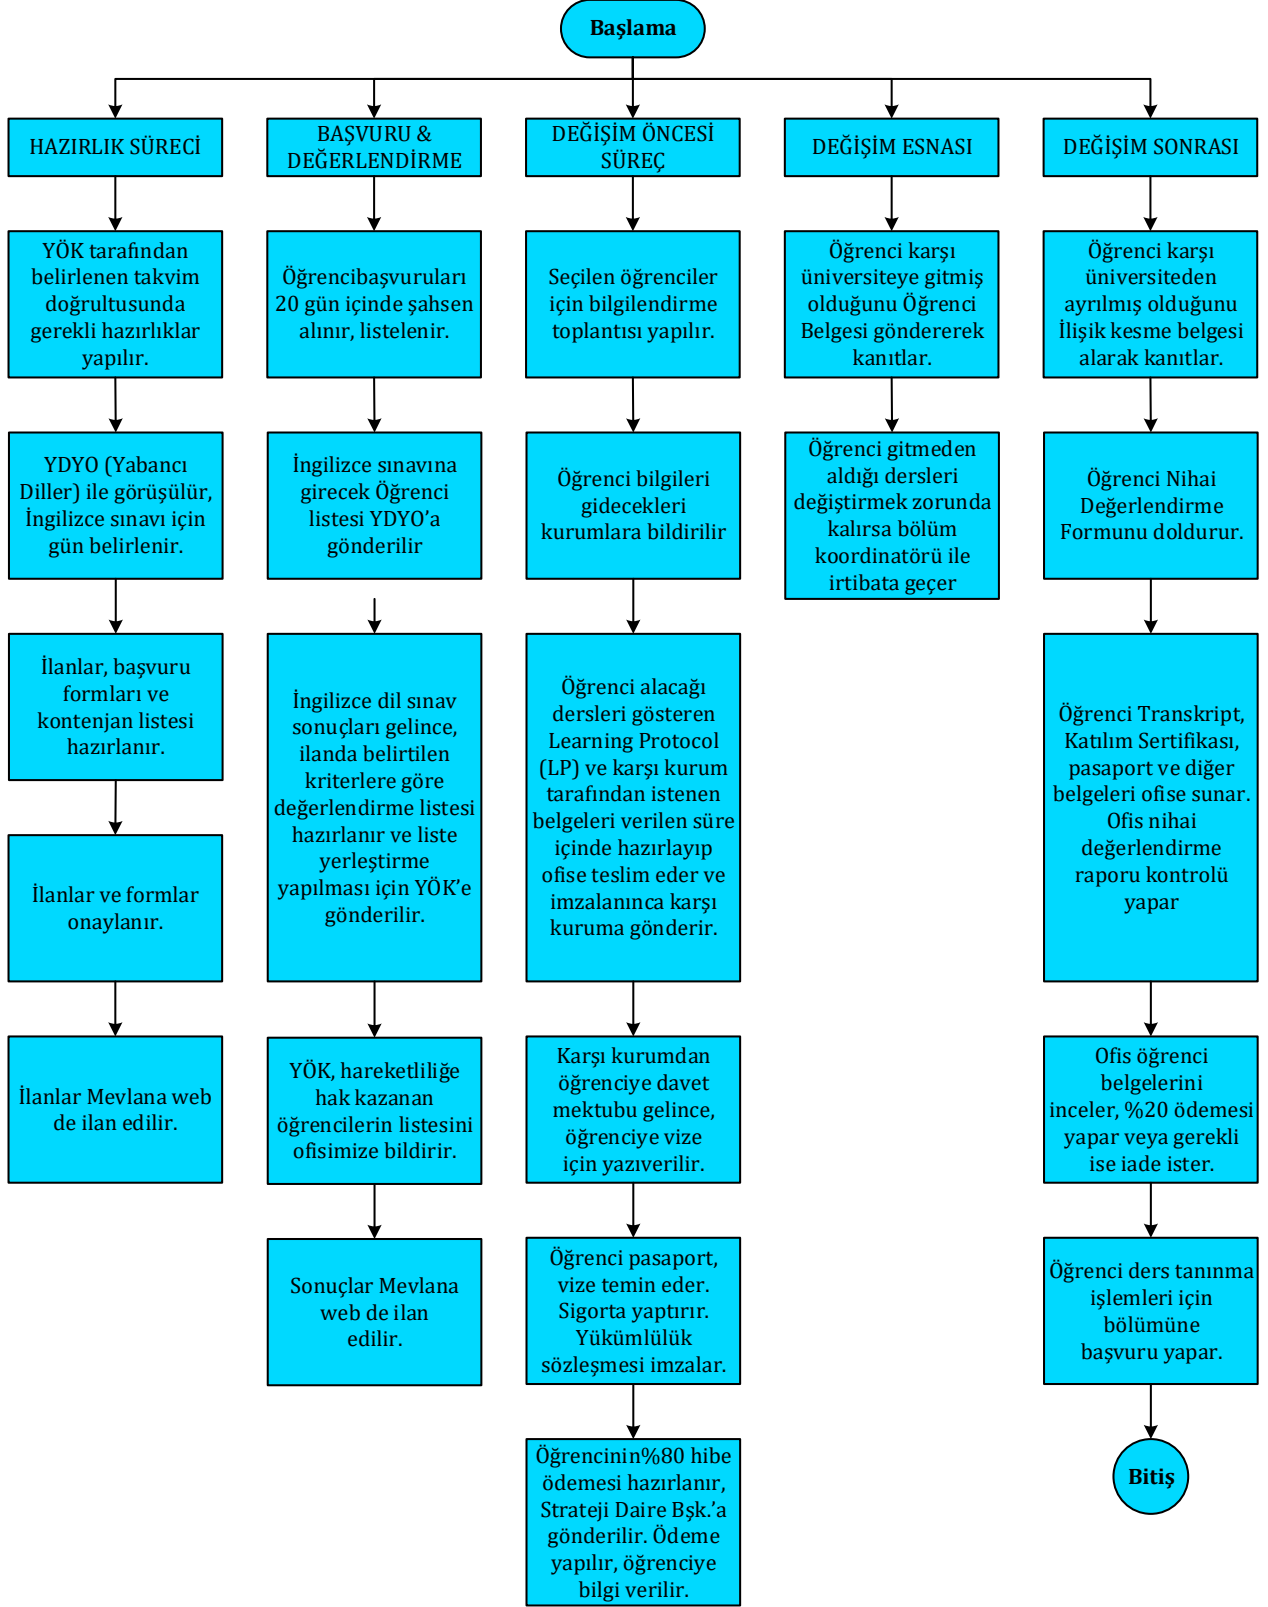 Başlama
HAZIRLIK SÜRECİ
YÖK tarafından
belirlenen takvim
doğrultusunda
gerekli hazırlıklar
yapılır.
YDYO (Yabancı
Diller) ile görüşülür,
İngilizce sınavı için
gün belirlenir.
İlanlar, başvuru
formları ve
kontenjan listesi
hazırlanır.
İlanlar ve formlar
onaylanır.
İlanlar Mevlana web
de ilan edilir.
BAŞVURU &
DEĞERLENDİRME
Öğrencibaşvuruları
20 gün içinde şahsen
alınır, listelenir.
İngilizce sınavına
girecek Öğrenci
listesi YDYO’a
gönderilir
İngilizce dil sınav
sonuçları gelince,
ilanda belirtilen
kriterlere göre
değerlendirme listesi
hazırlanır ve liste
yerleştirme
yapılması için YÖK’e
gönderilir.
YÖK, hareketliliğe
hak kazanan
öğrencilerin listesini
ofisimize bildirir.
Sonuçlar Mevlana
web de ilan
edilir.
DEĞİŞİM ÖNCESİ
SÜREÇ
Seçilen öğrenciler
için bilgilendirme
toplantısı yapılır.
Öğrenci bilgileri
gidecekleri
kurumlara bildirilir
Öğrenci alacağı
dersleri gösteren
Learning Protocol
(LP) ve karşı kurum
tarafından istenen
belgeleri verilen süre
içinde hazırlayıp
ofise teslim eder ve
imzalanınca karşı
kuruma gönderir.
Karşı kurumdan
öğrenciye davet
mektubu gelince,
öğrenciye vize
için yazıverilir.
Öğrenci pasaport,
vize temin eder.
Sigorta yaptırır.
Yükümlülük
sözleşmesi imzalar.
Öğrencinin%80 hibe
ödemesi hazırlanır,
Strateji Daire Bşk.’a
gönderilir. Ödeme
yapılır, öğrenciye
bilgi verilir.
DEĞİŞİM ESNASI
Öğrenci karşı
üniversiteye gitmiş
olduğunu Öğrenci
Belgesi göndererek
kanıtlar.
Öğrenci gitmeden
aldığı dersleri
değiştirmek zorunda
kalırsa bölüm
koordinatörü ile
irtibata geçer
DEĞİŞİM SONRASI
Öğrenci karşı
üniversiteden
ayrılmış olduğunu
İlişik kesme belgesi
alarak kanıtlar.
Öğrenci Nihai
Değerlendirme
Formunu doldurur.
Öğrenci Transkript,
Katılım Sertifikası,
pasaport ve diğer
belgeleri ofise sunar.
Ofis nihai
değerlendirme
raporu kontrolü
yapar
Ofis öğrenci
belgelerini
inceler, %20 ödemesi
yapar veya gerekli
ise iade ister.
Öğrenci ders tanınma
işlemleri için
bölümüne
başvuru yapar.
Bitiş